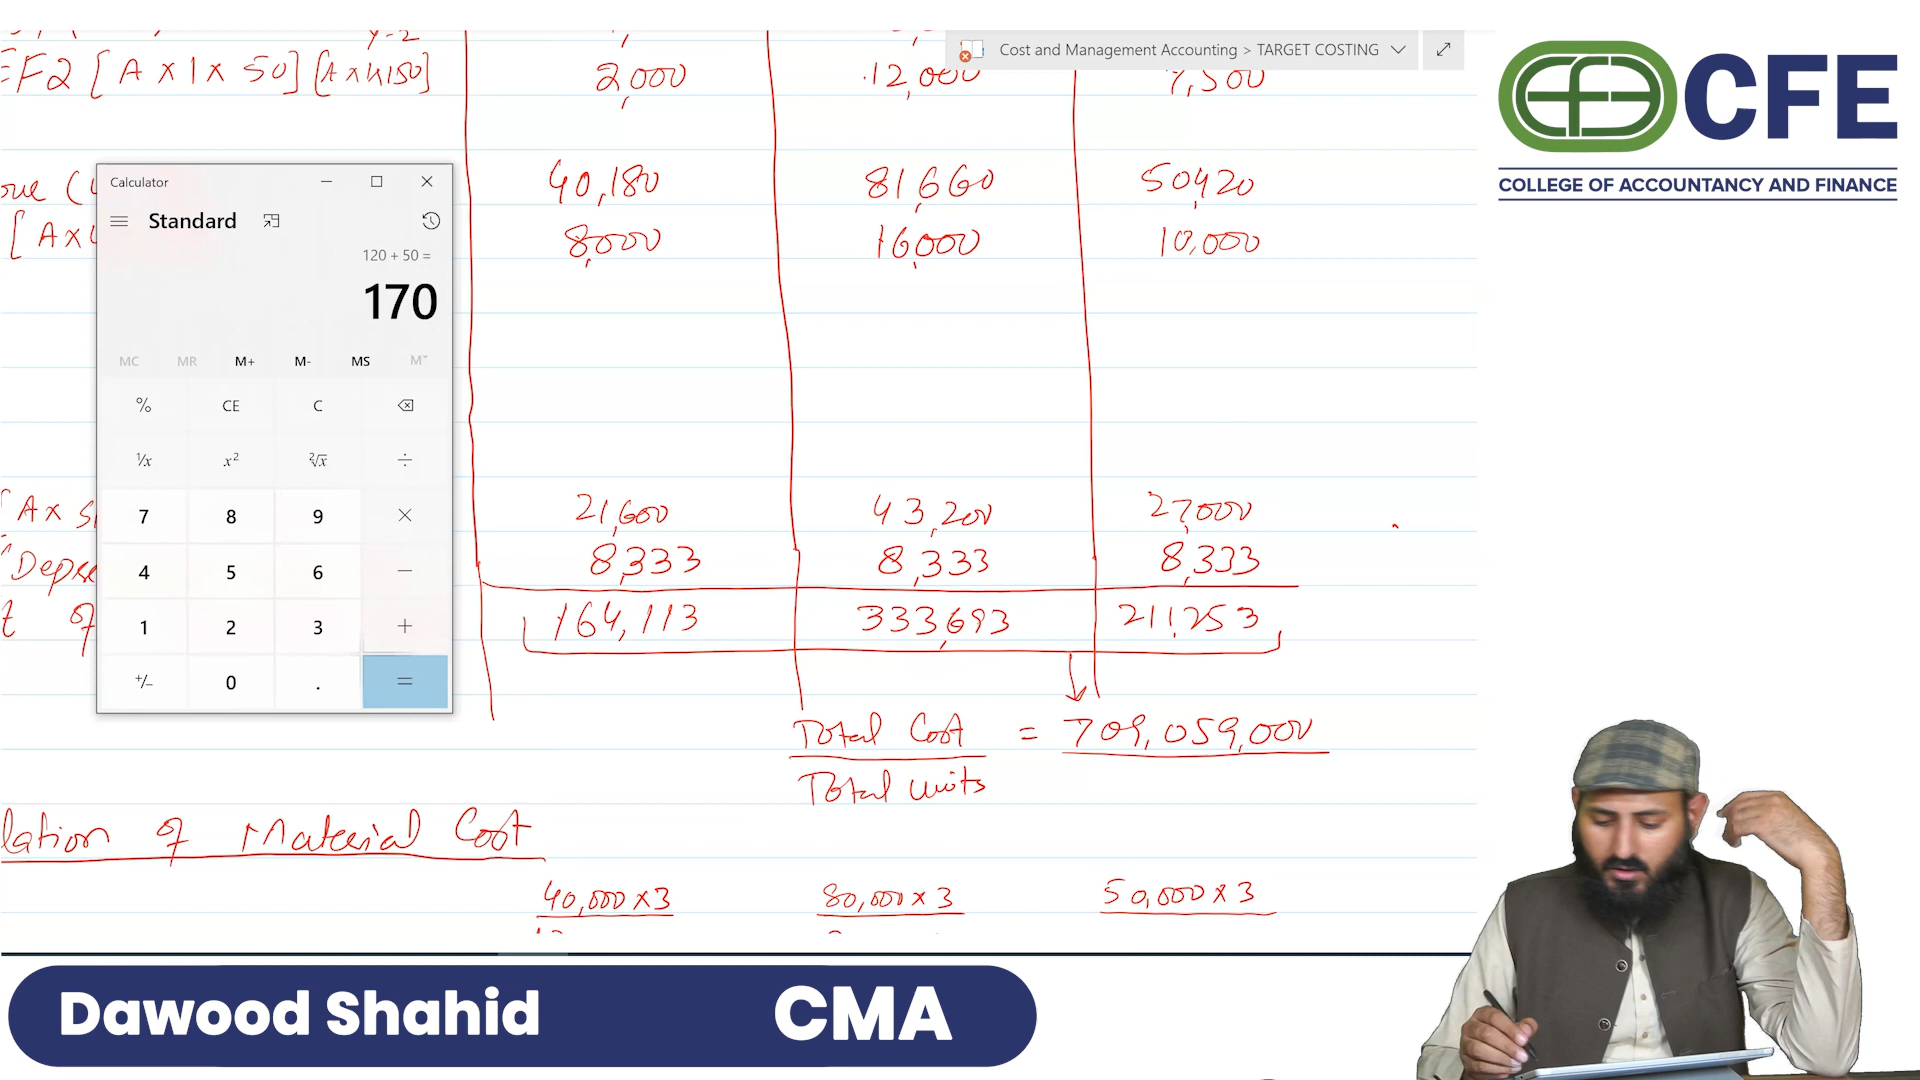 Cost and Management Accounting > TARGET COSTING
CFE
COLLEGE OF ACCOUNTANCY AND FINANCE
y=2
F2 [A x 1 x 50] [A x 4 150] 2,000 12,000 7,500
40,180 81,660 50,420
[A x 8,000 16,000 10,000
Calculator
Standard
120 + 50 =
170
MC MR M+ M- MS M˅
% CE C
¹/x x² ²√x ÷
7 8 9 ×
4 5 6 −
1 2 3 +
+/− 0 . =
[A x 21,600 43,200 27,000
8,333 8,333 8,333
of 164,113 333,693 211,253
Total Cost = 709,059,000
Total units
lation of Material Cost
40,000 x 3 80,000 x 3 50,000 x 3
Dawood Shahid CMA